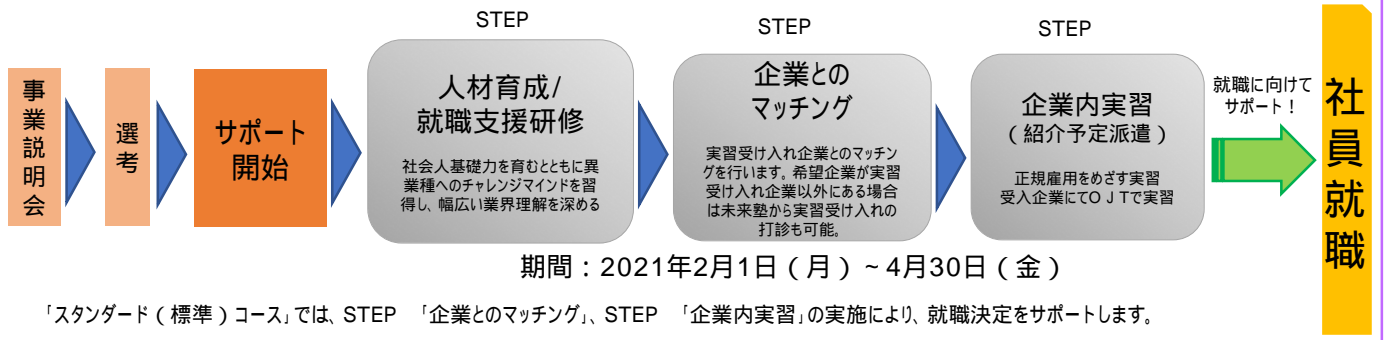 STEP
STEP
STEP
事業説明会
選考
サポート
開始
人材育成/
就職支援研修
社会人基礎力を育むとともに異
業種へのチャレンジマインドを習
得し、幅広い業界理解を深める
企業との
マッチング
実習受け入れ企業とのマッチン
グを行います。希望企業が実習
受け入れ企業以外にある場合
は未来塾から実習受け入れの
打診も可能。
企業内実習
(紹介予定派遣)
正規雇用をめざす実習
受入企業にてOJTで実習
就職に向けて
サポート!
社員就職
期間:2021年2月1日(月)~4月30日(金)
「スタンダード(標準)コース」では、STEP 「企業とのマッチング」、STEP 「企業内実習」の実施により、就職決定をサポートします。